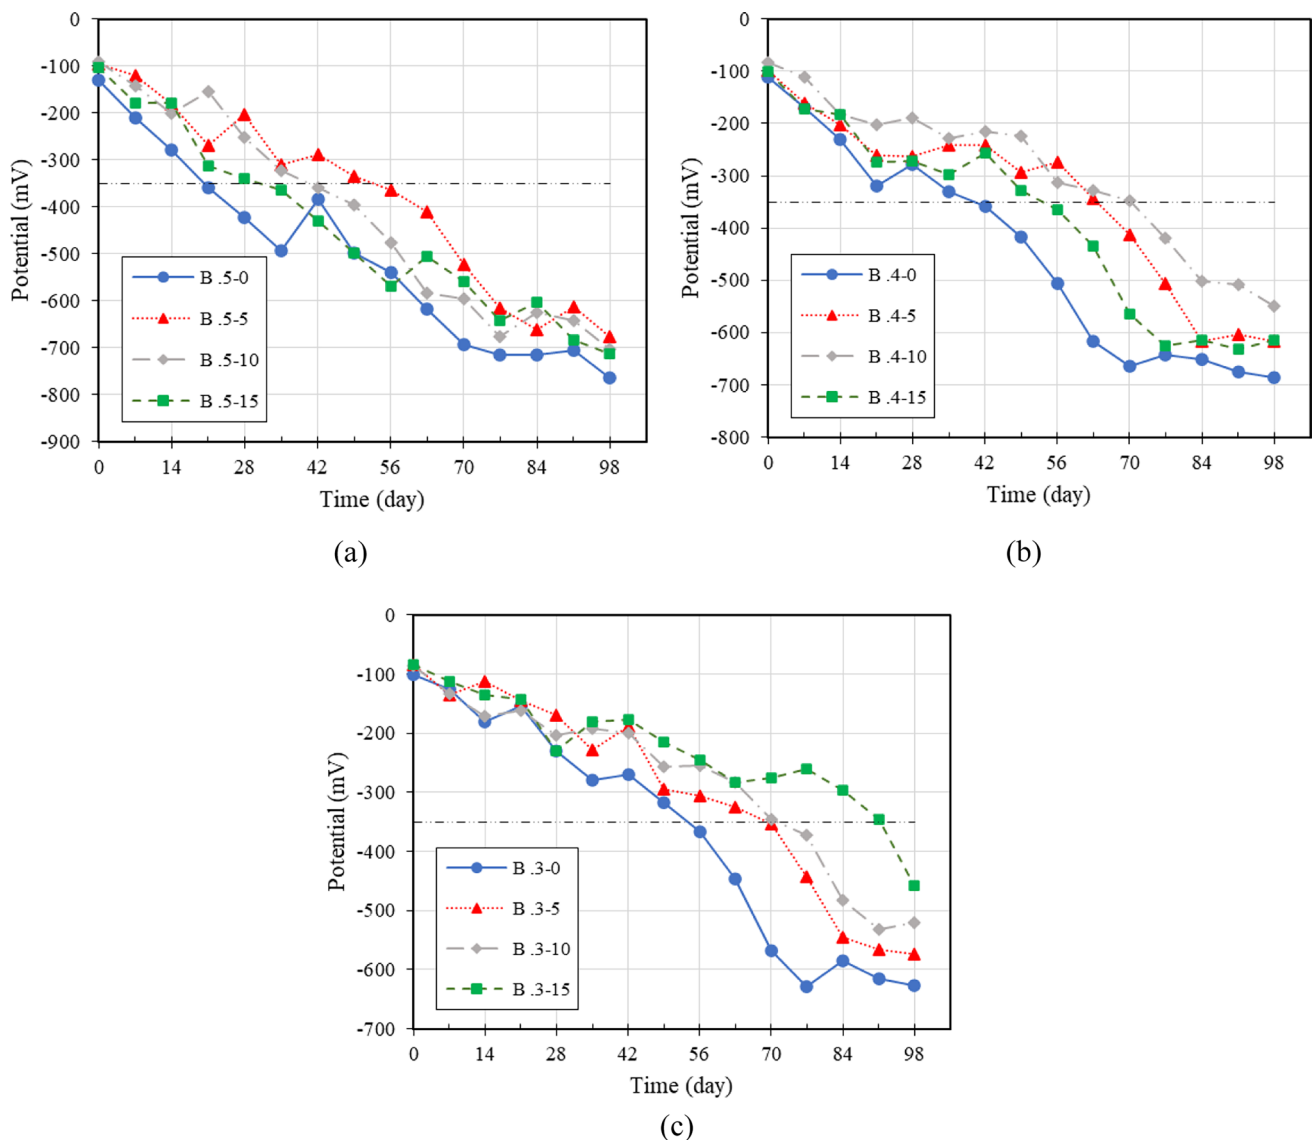 0
-100
-200
-300
-400
-500
-600
-700
-800
-900
Potential (mV)
B .5-0
B .5-5
B .5-10
B .5-15
0 14 28 42 56 70 84 98
Time (day)
(a)
0
-100
-200
-300
-400
-500
-600
-700
-800
Potential (mV)
B .4-0
B .4-5
B .4-10
B .4-15
0 14 28 42 56 70 84 98
Time (day)
(b)
0
-100
-200
-300
-400
-500
-600
-700
Potential (mV)
B .3-0
B .3-5
B .3-10
B .3-15
0 14 28 42 56 70 84 98
Time (day)
(c)